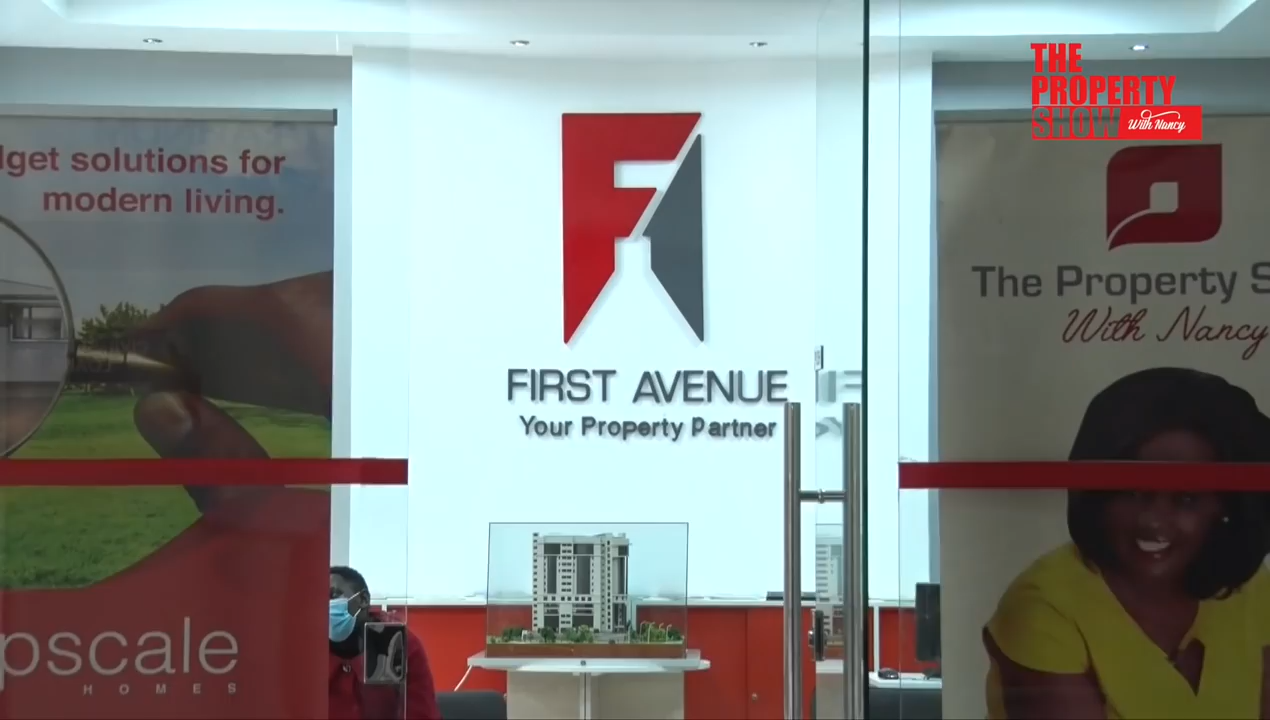 THE
PROPERTY
SHOW With Nancy
dget solutions for
modern living.
FIRST AVENUE
Your Property Partner
The Property S
With Nancy
pscale
HOMES